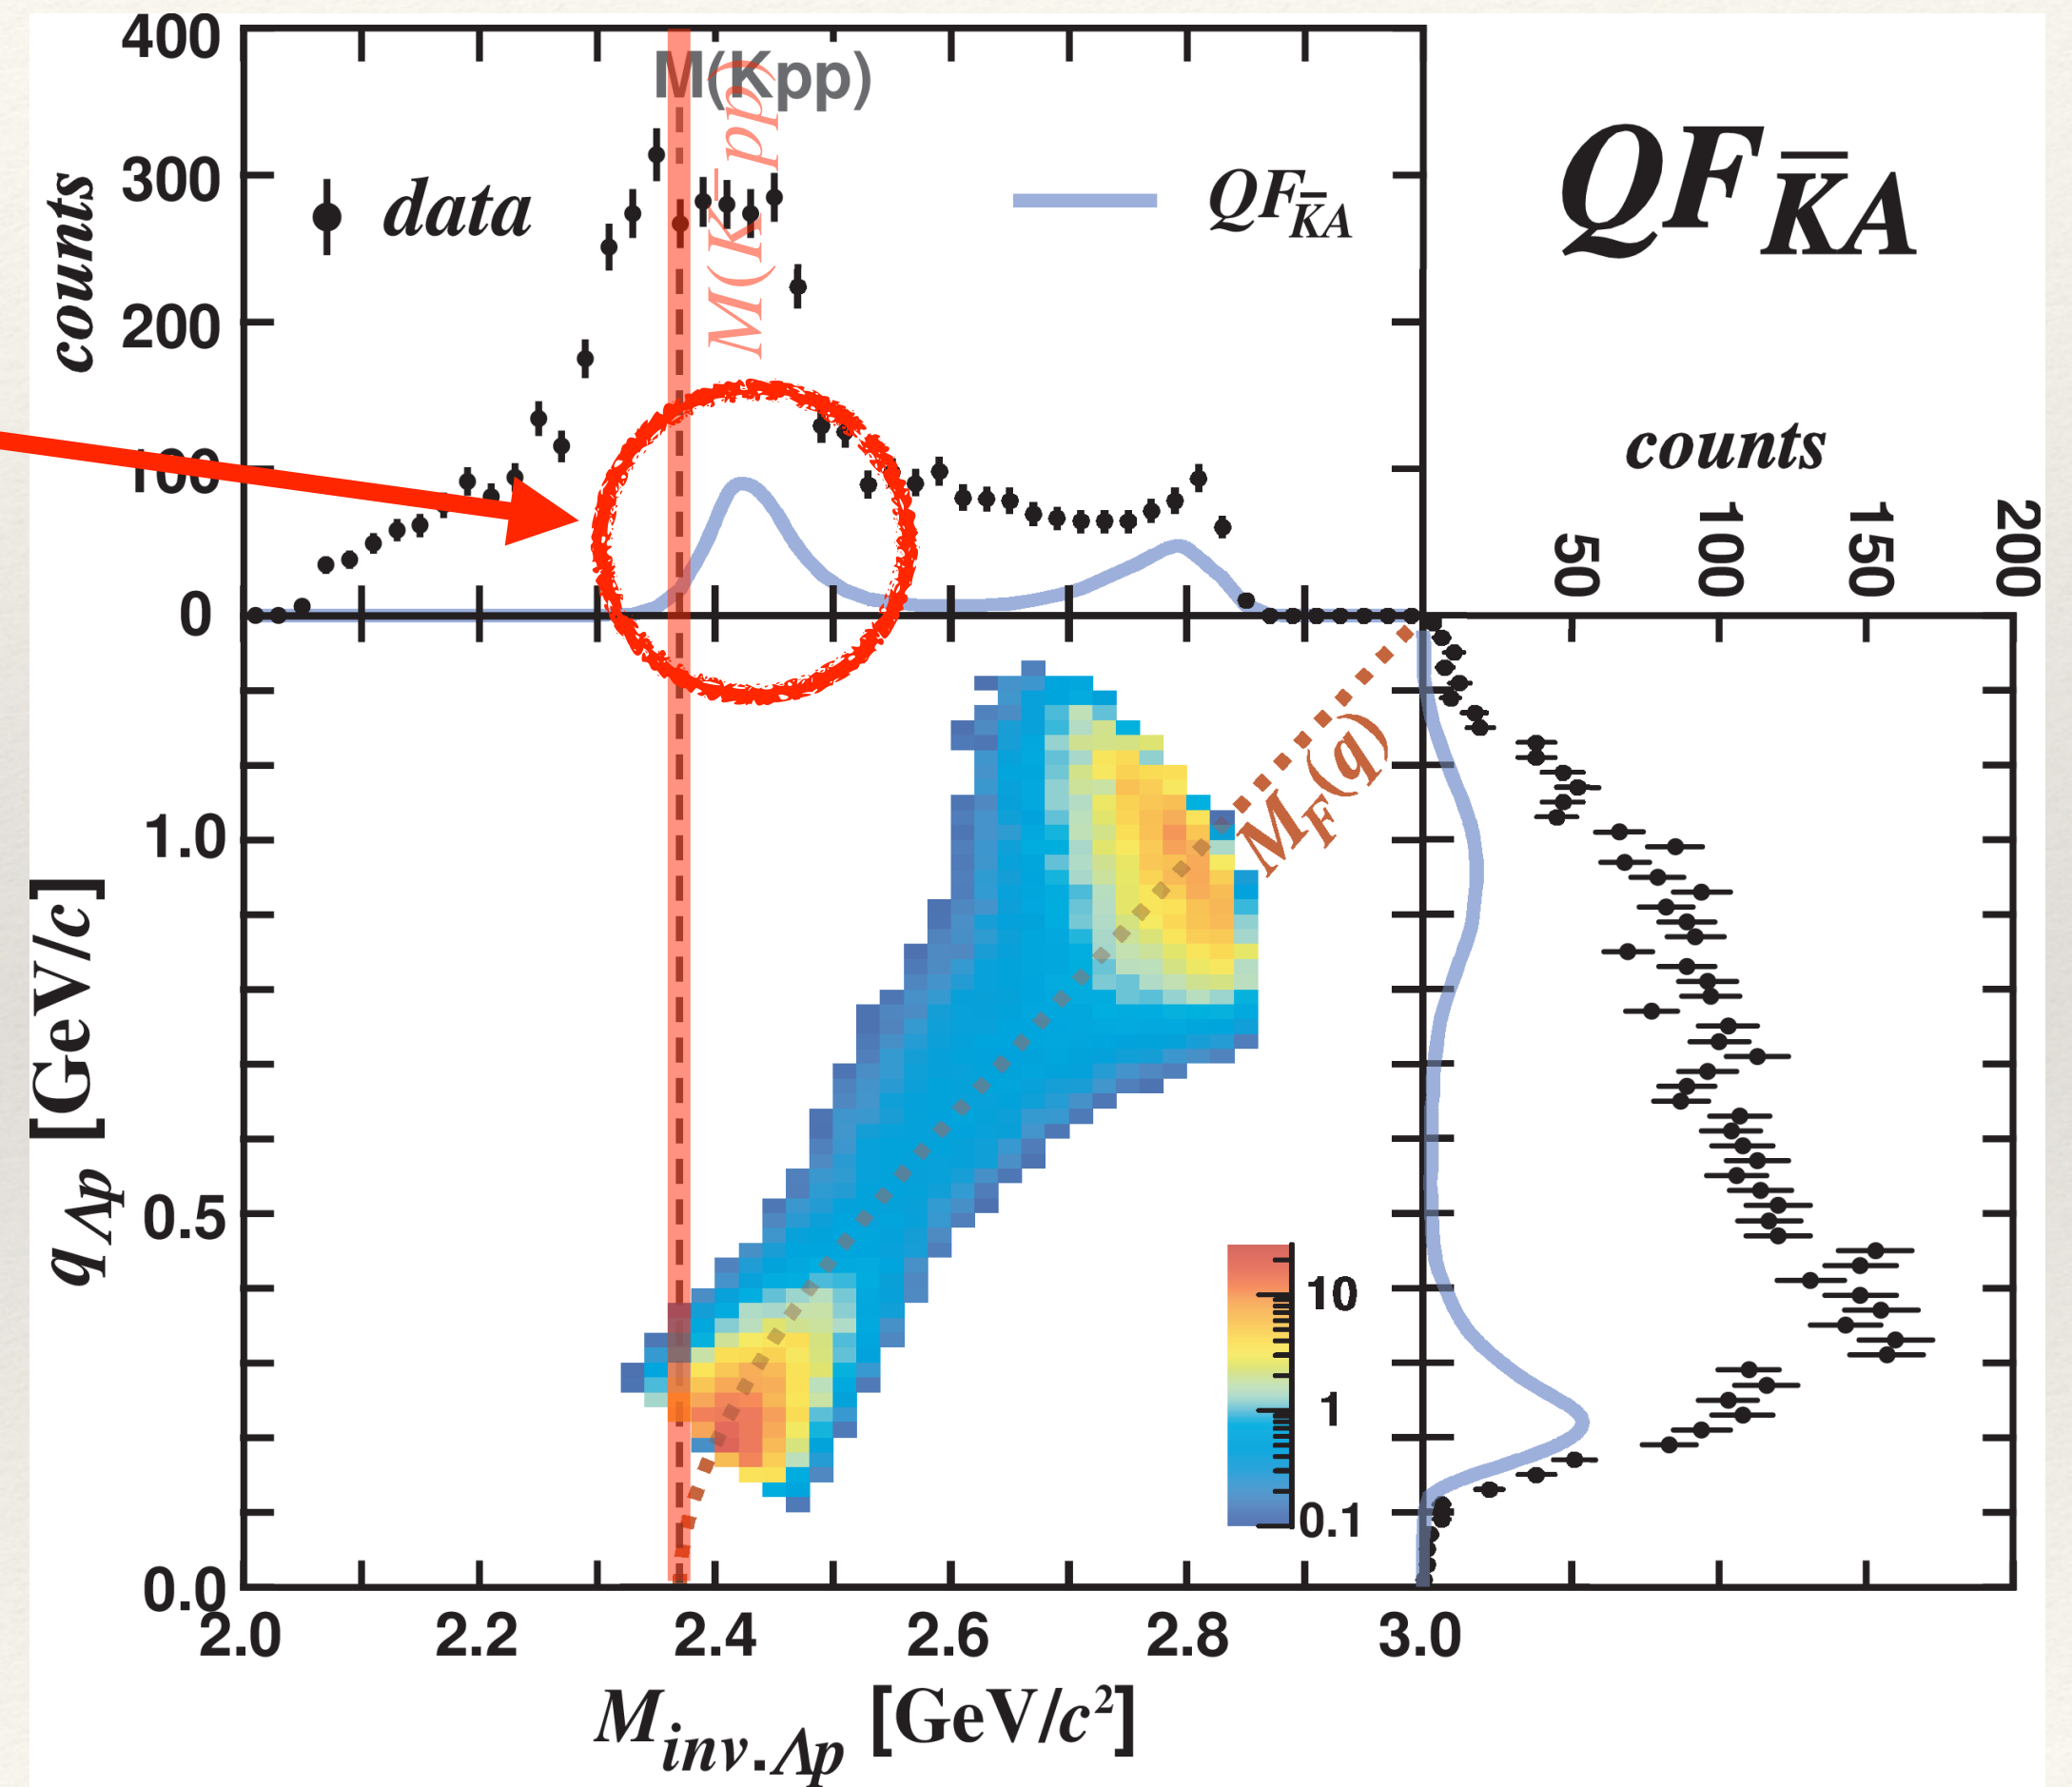 400
M(Kpp)
M(K̄pp)
300
counts
data
QF_K̄A
QF_K̄A
200
100
0
counts
50
100
150
200
M_F(q)
1.0
q_Λp [GeV/c]
0.5
10
1
0.1
0.0
2.0 2.2 2.4 2.6 2.8 3.0
M_inv.Λp [GeV/c²]